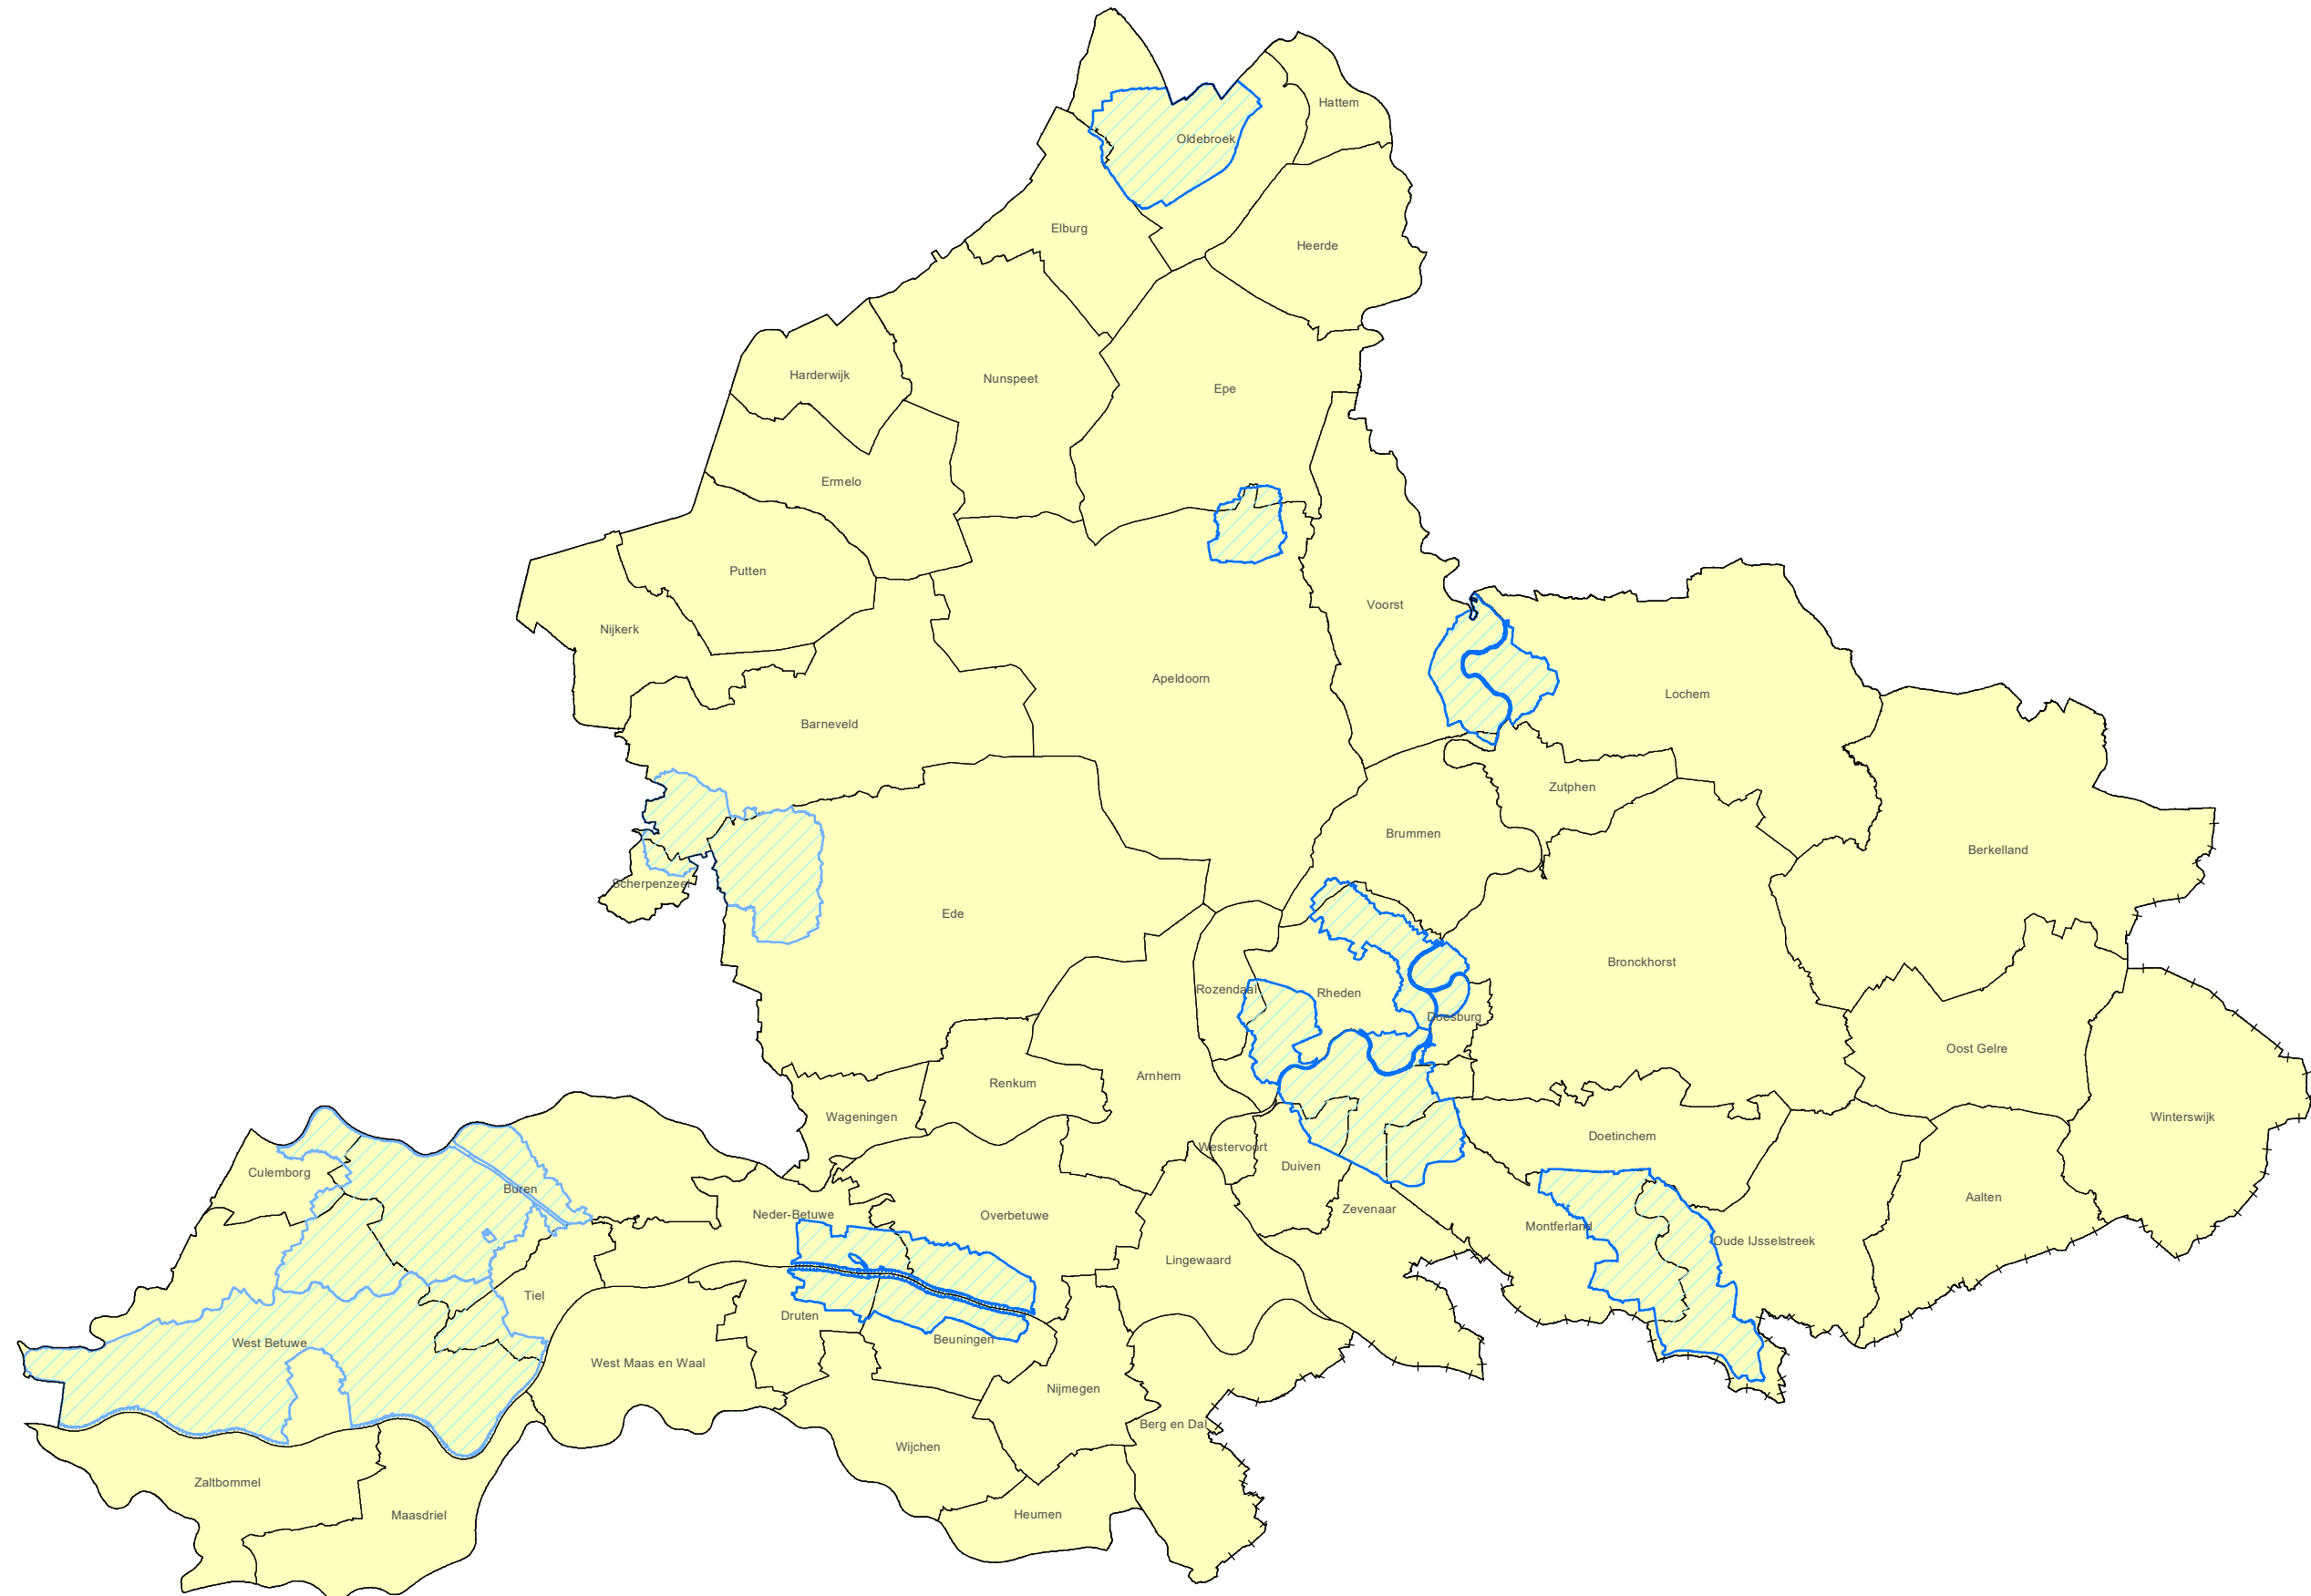 Hattem
Oldebroek
Elburg
Heerde
Harderwijk
Nunspeet
Epe
Ermelo
Putten
Voorst
Nijkerk
Apeldoorn
Lochem
Barneveld
Zutphen
Brummen
Berkelland
Scherpenzeel
Ede
Bronckhorst
Rozendaal
Rheden
Doesburg
Oost Gelre
Arnhem
Renkum
Wageningen
Winterswijk
Doetinchem
Westervoort
Duiven
Culemborg
Buren
Aalten
Zevenaar
Neder-Betuwe
Overbetuwe
Montferland
Oude IJsselstreek
Lingewaard
Tiel
Druten
Beuningen
West Betuwe
West Maas en Waal
Nijmegen
Berg en Dal
Wijchen
Zaltbommel
Heumen
Maasdriel